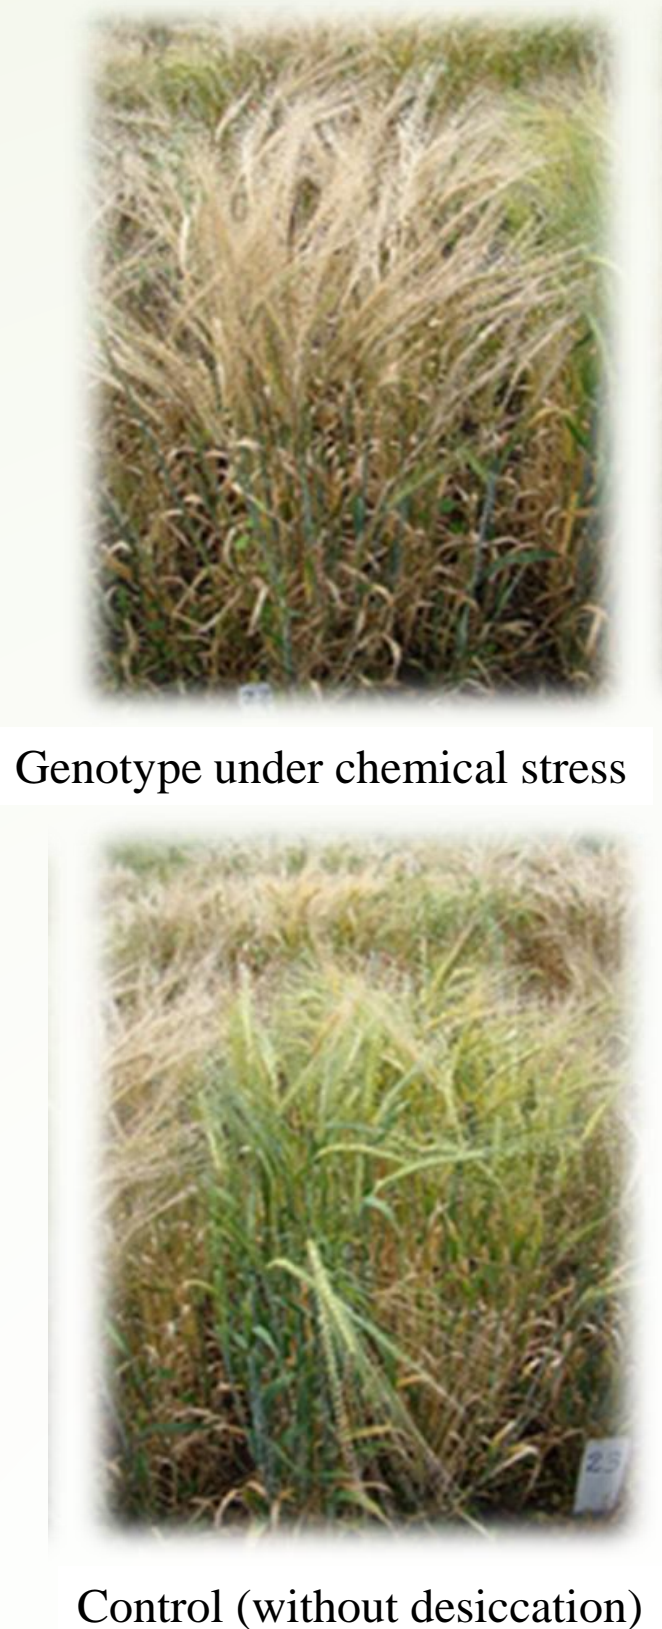 Genotype under chemical stress
Control (without desiccation)